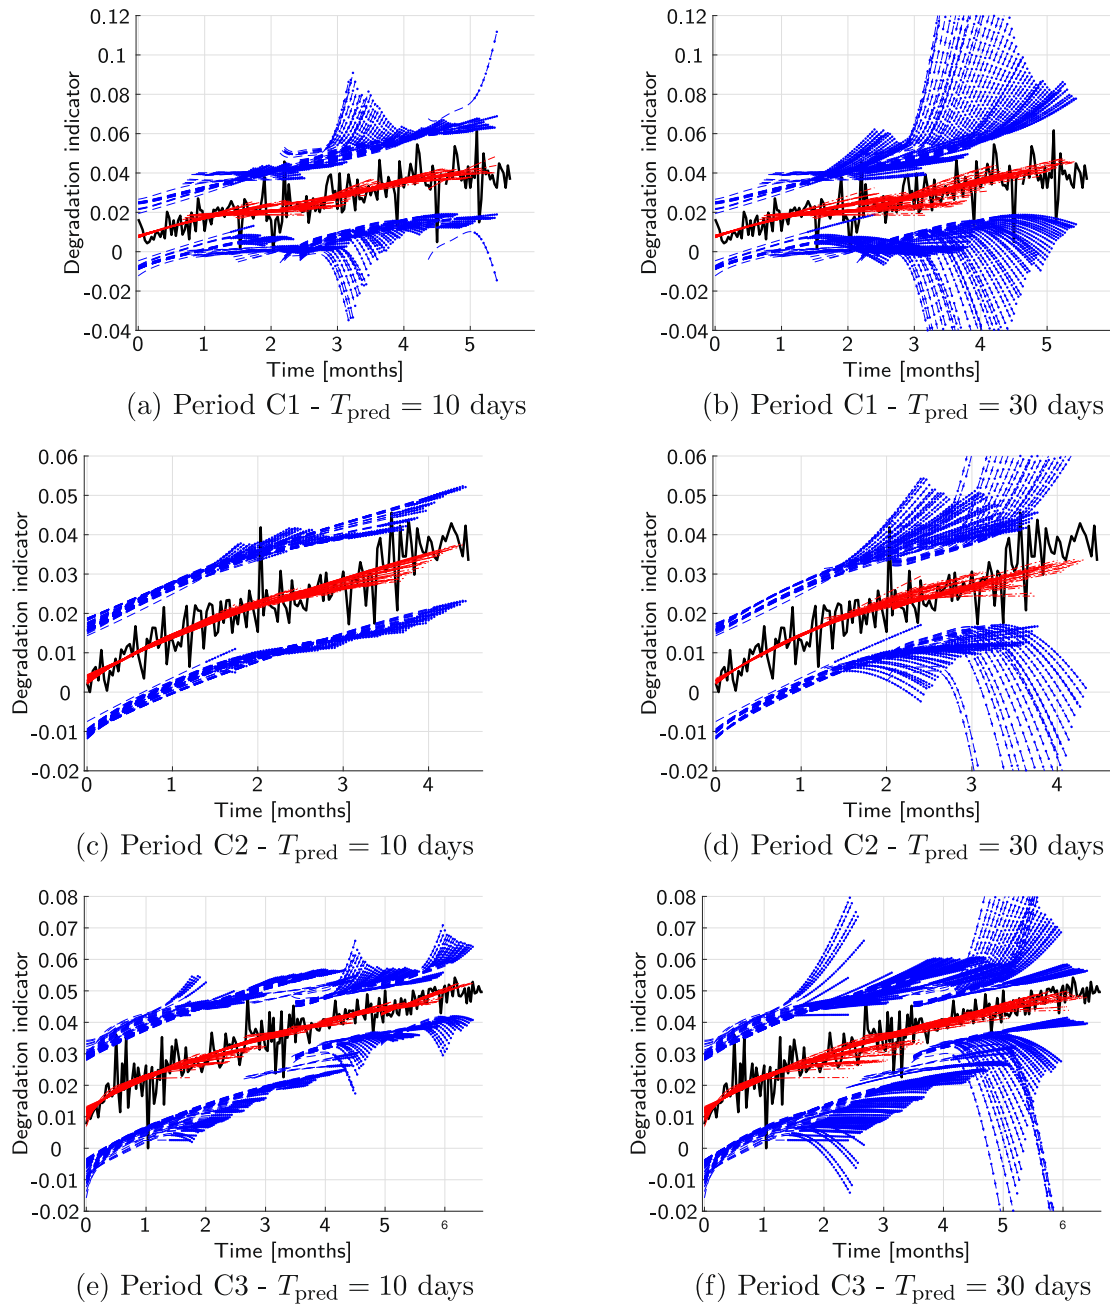 0.12
0.1
0.08
0.06
0.04
0.02
0
-0.02
-0.04
Degradation indicator
0 1 2 3 4 5
Time [months]
(a) Period C1 - T_pred = 10 days
0.12
0.1
0.08
0.06
0.04
0.02
0
-0.02
-0.04
Degradation indicator
0 1 2 3 4 5
Time [months]
(b) Period C1 - T_pred = 30 days
0.06
0.05
0.04
0.03
0.02
0.01
0
-0.01
-0.02
Degradation indicator
0 1 2 3 4
Time [months]
(c) Period C2 - T_pred = 10 days
0.06
0.05
0.04
0.03
0.02
0.01
0
-0.01
-0.02
Degradation indicator
0 1 2 3 4
Time [months]
(d) Period C2 - T_pred = 30 days
0.08
0.07
0.06
0.05
0.04
0.03
0.02
0.01
0
-0.01
-0.02
Degradation indicator
0 1 2 3 4 5 6
Time [months]
(e) Period C3 - T_pred = 10 days
0.08
0.07
0.06
0.05
0.04
0.03
0.02
0.01
0
-0.01
-0.02
Degradation indicator
0 1 2 3 4 5 6
Time [months]
(f) Period C3 - T_pred = 30 days